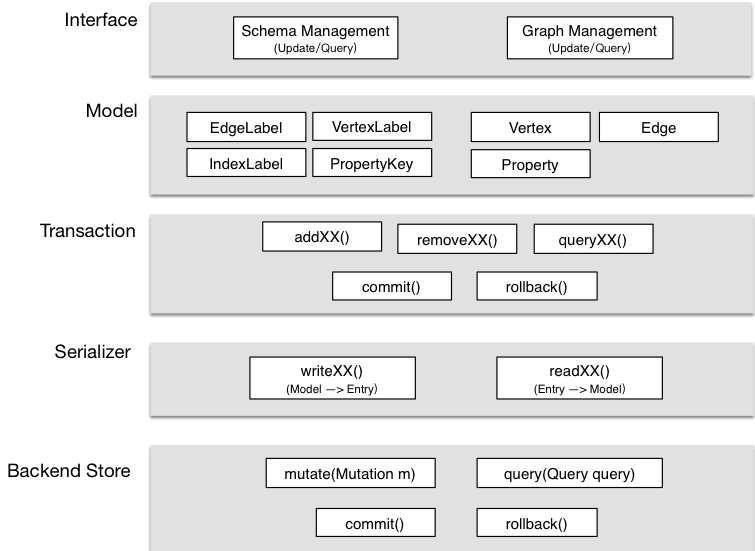 Interface
Schema Management
(Update/Query)
Graph Management
(Update/Query)
Model
EdgeLabel
VertexLabel
Vertex
Edge
IndexLabel
PropertyKey
Property
Transaction
addXX()
removeXX()
queryXX()
commit()
rollback()
Serializer
writeXX()
(Model —> Entry)
readXX()
(Entry —> Model)
Backend Store
mutate(Mutation m)
query(Query query)
commit()
rollback()